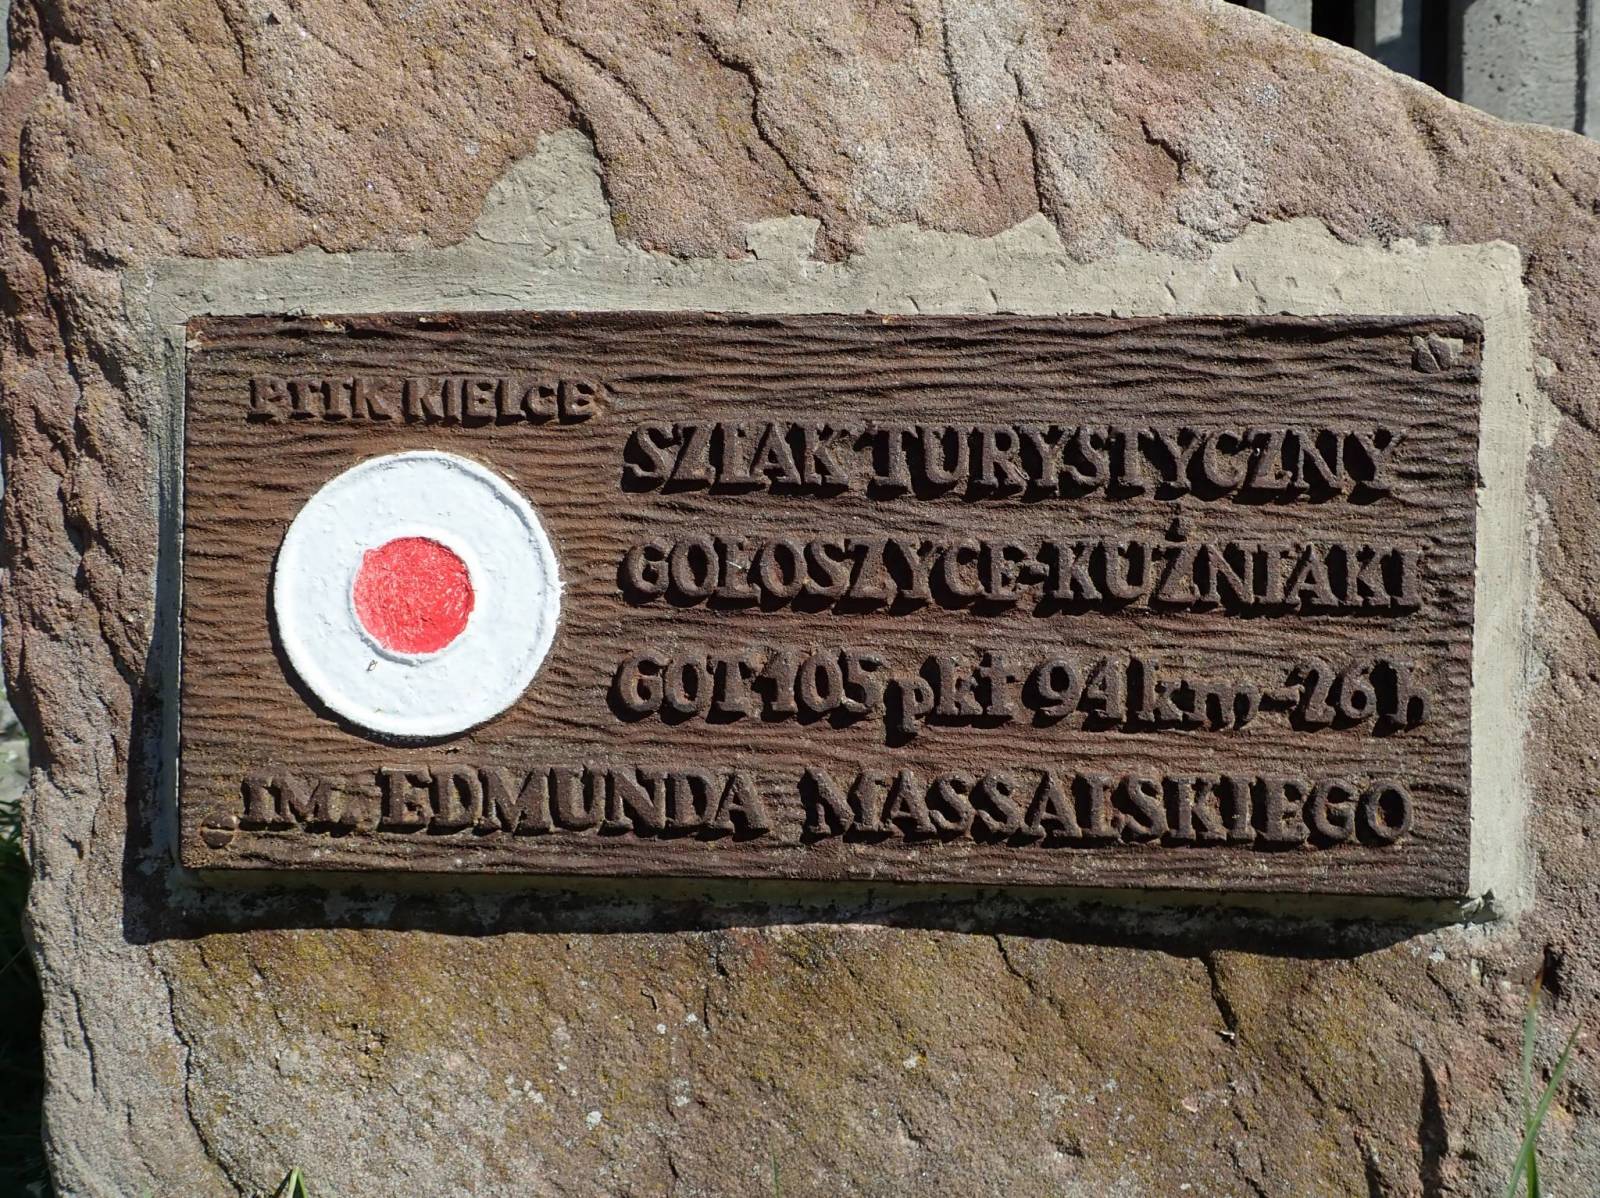 PTTK KIELCE
SZLAK TURYSTYCZNY
GOŁOSZYCE-KUŹNIAKI
GOT 105 pkt 94 km-26 h
IM. EDMUNDA MASSALSKIEGO